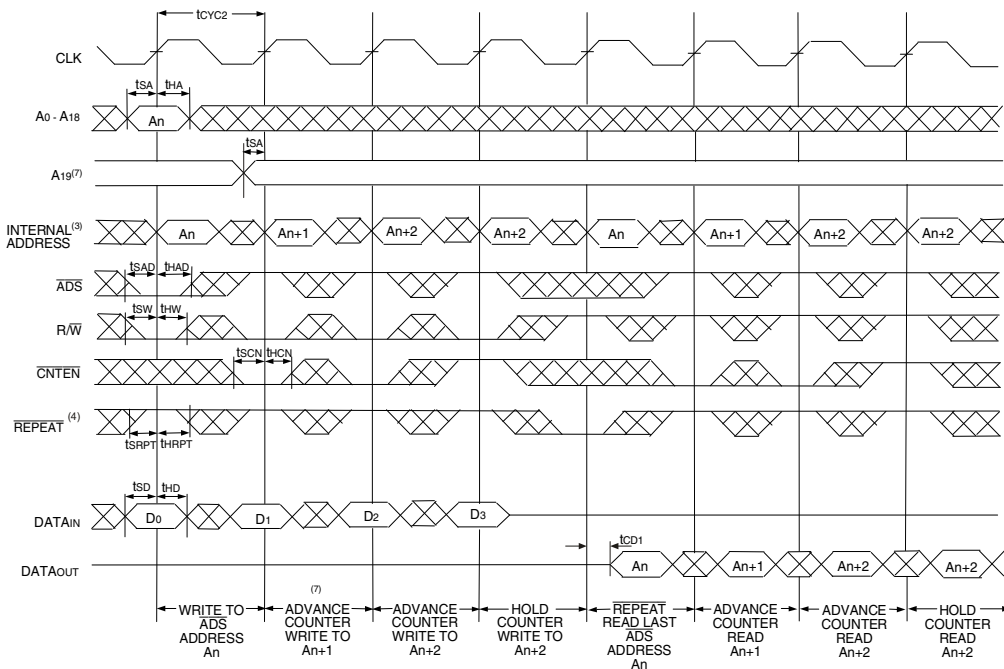 tCYC2
CLK
tSA tHA
A0 - A18
An
tSA
A19(7)
INTERNAL(3)
ADDRESS
An An+1 An+2 An+2 An An+1 An+2 An+2
tSAD tHAD
ADS
tSW tHW
R/W
tSCN tHCN
CNTEN
REPEAT (4)
tSRPT tHRPT
tSD tHD
DATAIN
D0 D1 D2 D3
tCD1
DATAOUT
An An+1 An+2 An+2
WRITE TO
ADS
ADDRESS
An
(7)
ADVANCE
COUNTER
WRITE TO
An+1
ADVANCE
COUNTER
WRITE TO
An+2
HOLD
COUNTER
WRITE TO
An+2
REPEAT
READ LAST
ADS
ADDRESS
An
ADVANCE
COUNTER
READ
An+1
ADVANCE
COUNTER
READ
An+2
HOLD
COUNTER
READ
An+2